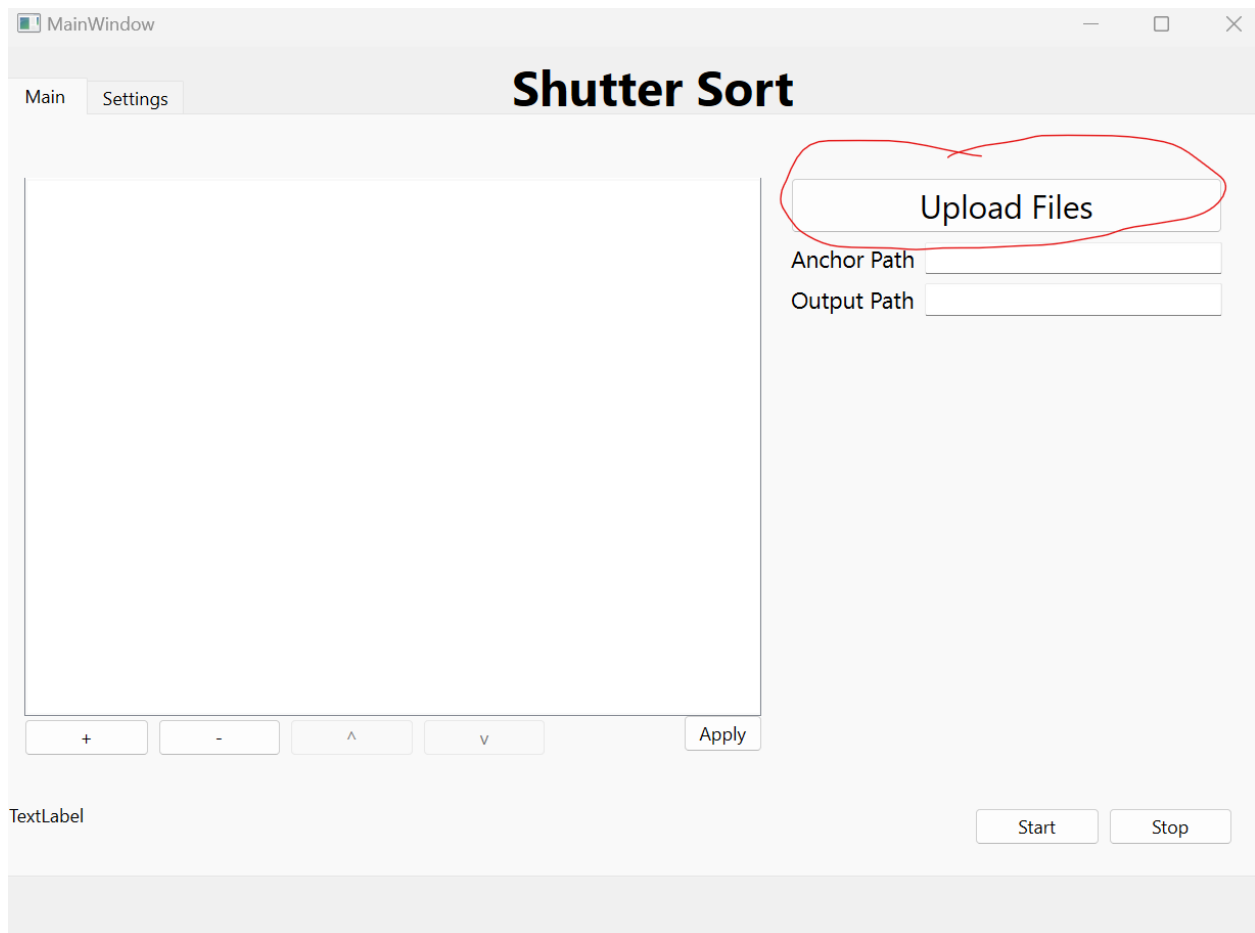 MainWindow
Shutter Sort
Main Settings
Upload Files
Anchor Path
Output Path
+ - ^ v Apply
TextLabel
Start Stop